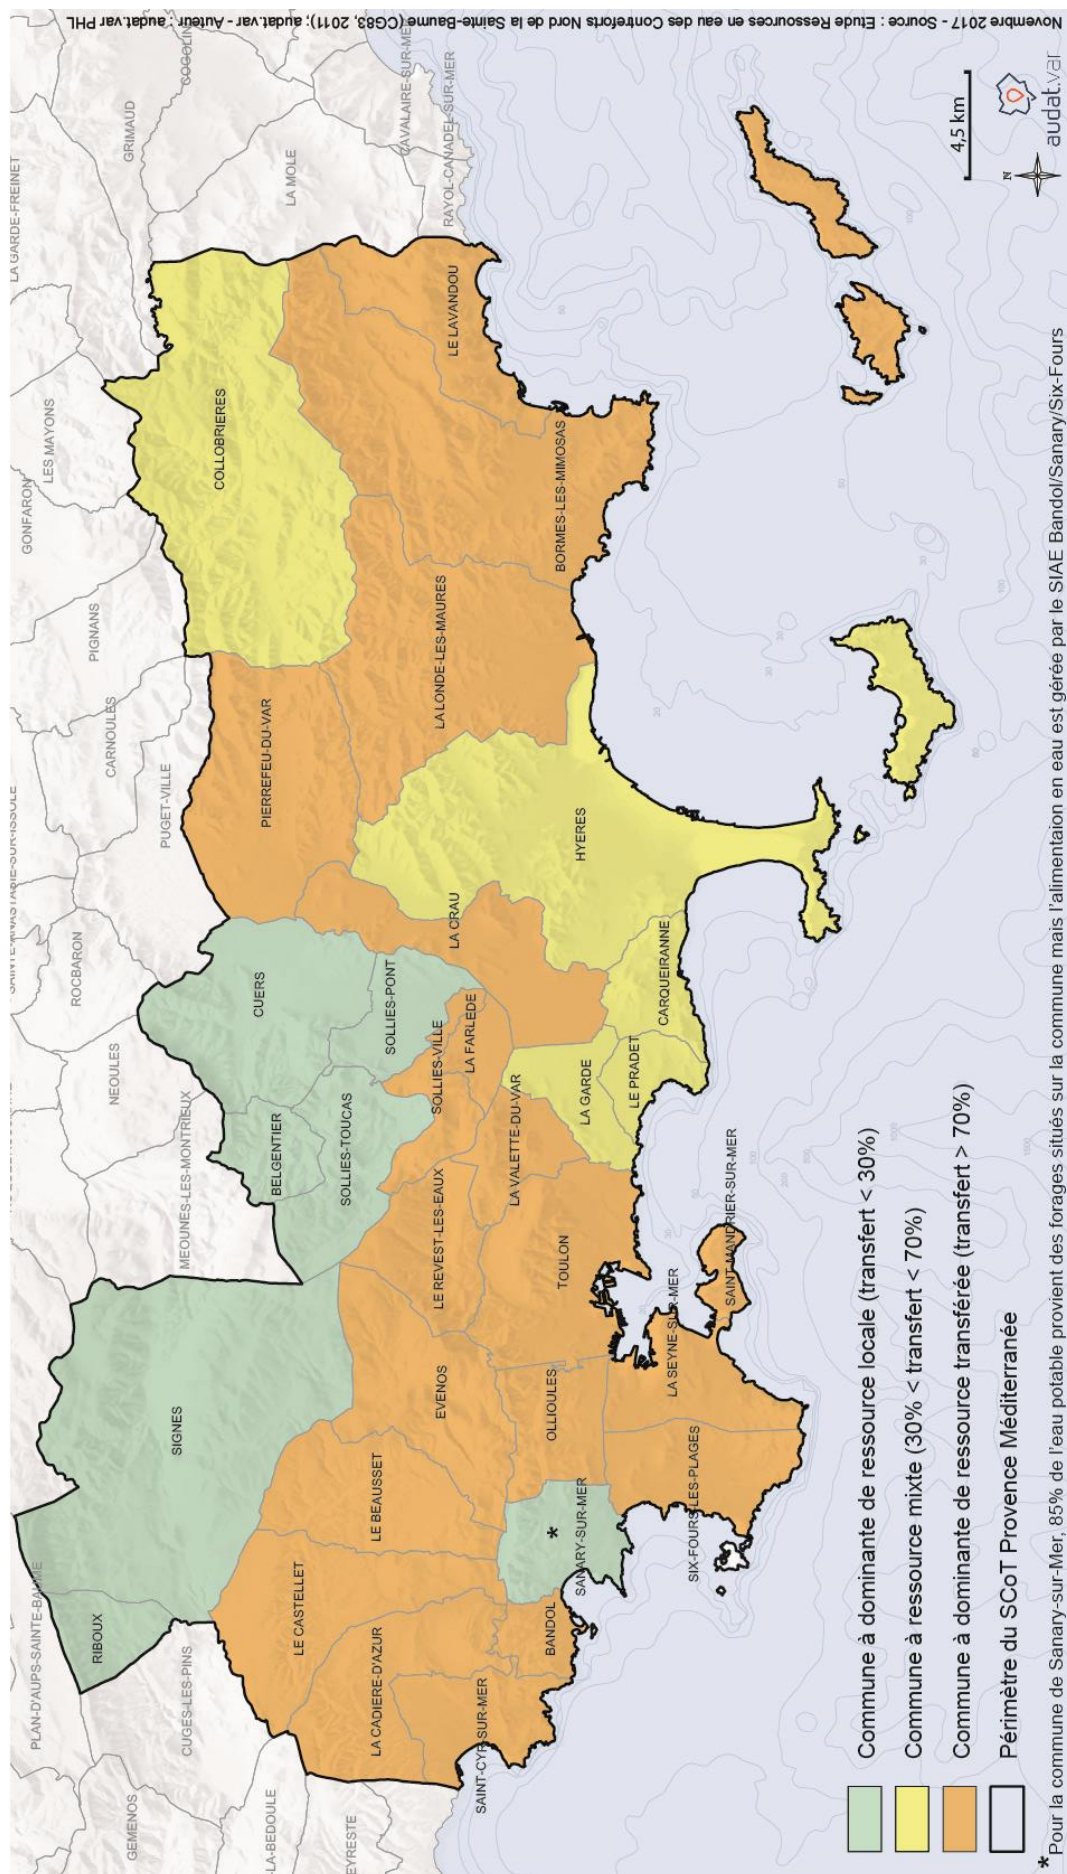 LA GARDE-FREINET
GRIMAUD
COGOLIN
LA MOLE
CAVALAIRE-SUR-MER
RAYOL-CANADEL-SUR-MER
LES MAYONS
GONFARON
PIGNANS
CARNOULES
PUGET-VILLE
SAINTE-ANASTASIE-SUR-ISSOLE
ROCBARON
NEOULES
MEOUNES-LES-MONTRIEUX
PLAN-D'AUPS-SAINTE-BAUME
CUGES-LES-PINS
GEMENOS
-LA-BEDOULE
EYRESTE
COLLOBRIERES
LE LAVANDOU
BORMES-LES-MIMOSAS
LA LONDE-LES-MAURES
PIERREFEU-DU-VAR
HYERES
LA CRAU
CARQUEIRANNE
CUERS
SOLLIES-PONT
SOLLIES-VILLE
LA FARLEDE
LE PRADET
LA GARDE
LA VALETTE-DU-VAR
BELGENTIER
SOLLIES-TOUCAS
LE REVEST-LES-EAUX
TOULON
SAINT-MANDRIER-SUR-MER
LA SEYNE-SUR-MER
SIGNES
EVENOS
OLLIOULES
SIX-FOURS-LES-PLAGES
LE BEAUSSET
*
SANARY-SUR-MER
RIBOUX
LE CASTELLET
LA CADIERE-D'AZUR
BANDOL
SAINT-CYR-SUR-MER
Commune à dominante de ressource locale (transfert < 30%)
Commune à ressource mixte (30% < transfert < 70%)
Commune à dominante de ressource transférée (transfert > 70%)
Périmètre du SCoT Provence Méditerranée
* Pour la commune de Sanary-sur-Mer, 85% de l'eau potable provient des forages situés sur la commune mais l'alimentaion en eau est gérée par le SIAE Bandol/Sanary/Six-Fours
4,5 km
N
audat.var
Novembre 2017 - Source : Etude Ressources en eau des Contreforts Nord de la Sainte-Baume (CG83, 2011); audat.var - Auteur : audat.var PHL